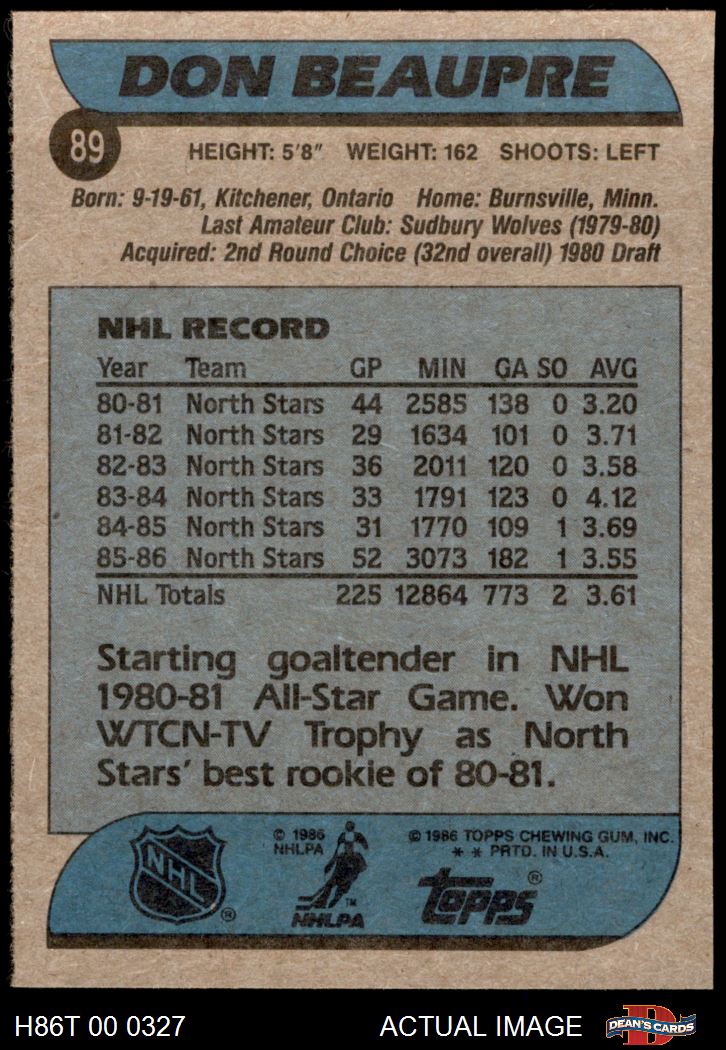 DON BEAUPRE
89
HEIGHT: 5'8" WEIGHT: 162 SHOOTS: LEFT
Born: 9-19-61, Kitchener, Ontario Home: Burnsville, Minn.
Last Amateur Club: Sudbury Wolves (1979-80)
Acquired: 2nd Round Choice (32nd overall) 1980 Draft
NHL RECORD
Year Team GP MIN GA SO AVG
80-81 North Stars 44 2585 138 0 3.20
81-82 North Stars 29 1634 101 0 3.71
82-83 North Stars 36 2011 120 0 3.58
83-84 North Stars 33 1791 123 0 4.12
84-85 North Stars 31 1770 109 1 3.69
85-86 North Stars 52 3073 182 1 3.55
NHL Totals 225 12864 773 2 3.61
Starting goaltender in NHL
1980-81 All-Star Game. Won
WTCN-TV Trophy as North
Stars' best rookie of 80-81.
NHL ®
© 1986
NHLPA
TM
NHLPA
© 1986 TOPPS CHEWING GUM, INC.
* * PRTD. IN U.S.A.
topps ®
H86T 00 0327 ACTUAL IMAGE
D
DEAN'S CARDS